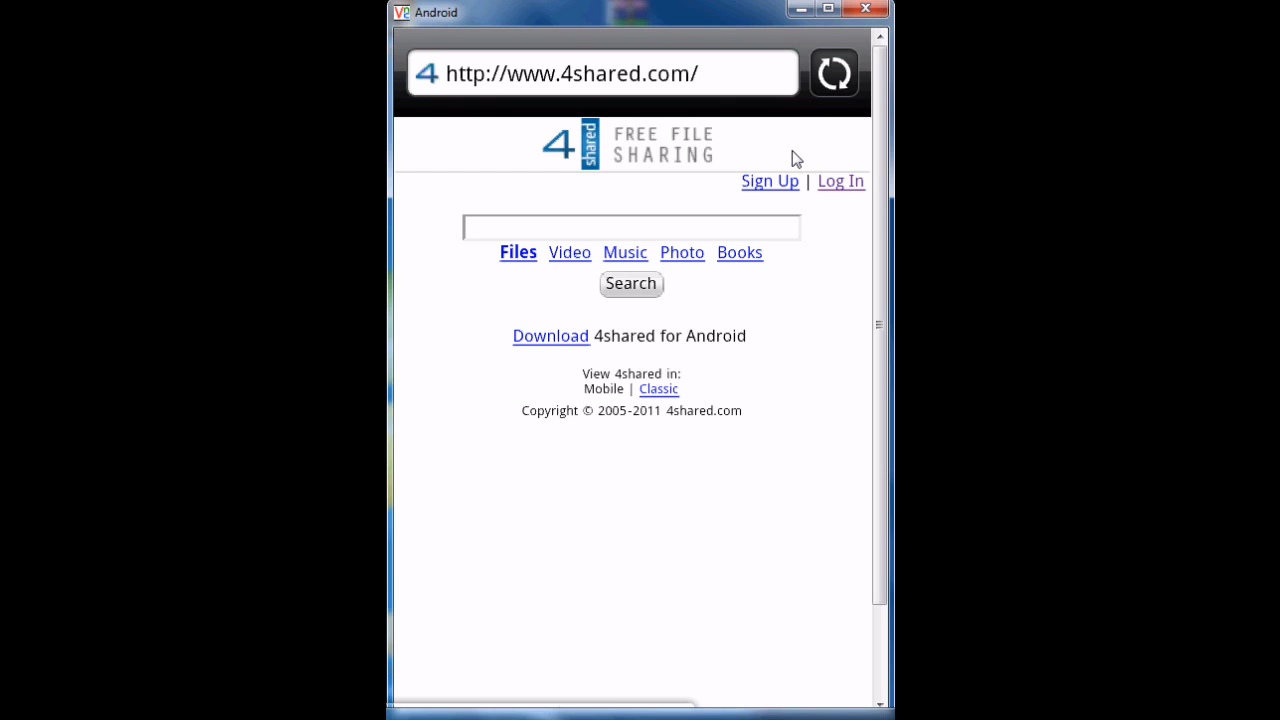 Android
http://www.4shared.com/
4 shared FREE FILE SHARING
Sign Up | Log In
Files Video Music Photo Books
Search
Download 4shared for Android
View 4shared in:
Mobile | Classic
Copyright © 2005-2011 4shared.com